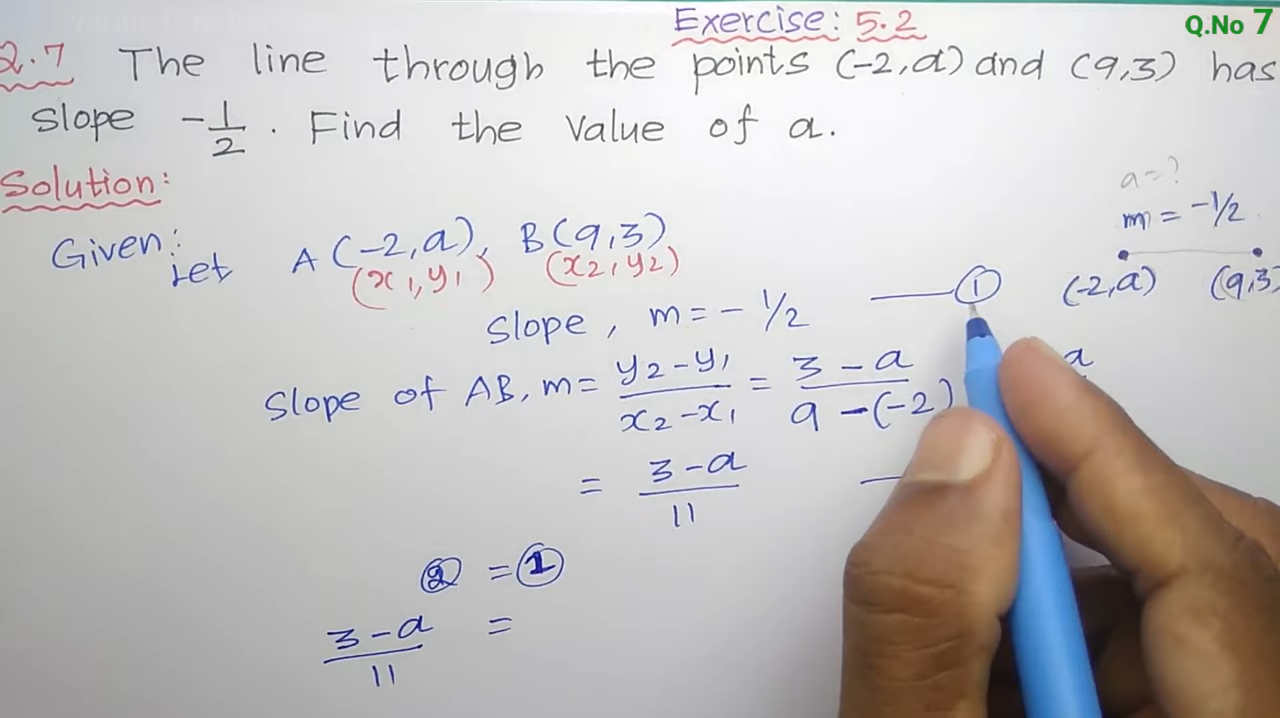 Exercise: 5.2
Q.No 7
Q.7 The line through the points (-2,a) and (9,3) has
slope -1/2. Find the value of a.
Solution:
a=?
m = -1/2
Given:
Let A(-2,a), B(9,3)
(x1,y1) (x2,y2)
(-2,a) (9,3)
Slope, m = -1/2 —— ①
Slope of AB, m = y2-y1/x2-x1 = 3-a/9-(-2)
= 3-a/11
② = ①
3-a/11 =